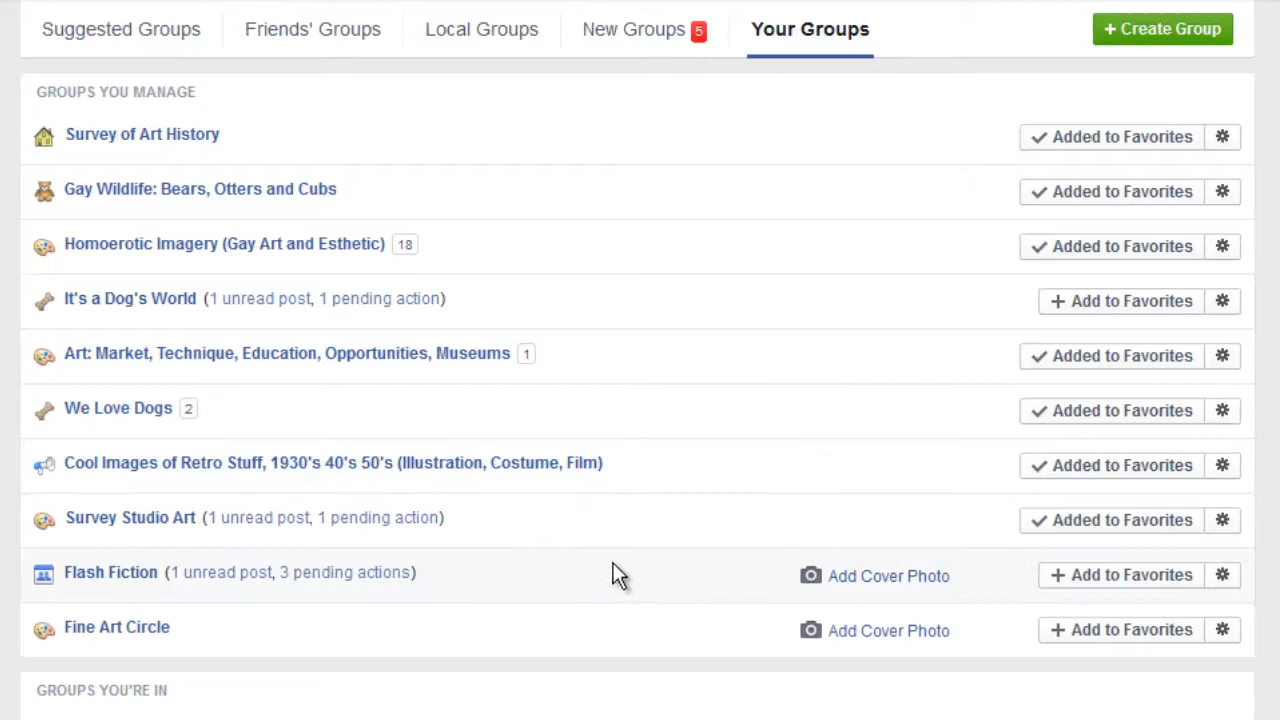 Suggested Groups Friends' Groups Local Groups New Groups 5 Your Groups + Create Group
GROUPS YOU MANAGE
Survey of Art History Added to Favorites
Gay Wildlife: Bears, Otters and Cubs Added to Favorites
Homoerotic Imagery (Gay Art and Esthetic) 18 Added to Favorites
It's a Dog's World (1 unread post, 1 pending action) + Add to Favorites
Art: Market, Technique, Education, Opportunities, Museums 1 Added to Favorites
We Love Dogs 2 Added to Favorites
Cool Images of Retro Stuff, 1930's 40's 50's (Illustration, Costume, Film) Added to Favorites
Survey Studio Art (1 unread post, 1 pending action) Added to Favorites
Flash Fiction (1 unread post, 3 pending actions) Add Cover Photo + Add to Favorites
Fine Art Circle Add Cover Photo + Add to Favorites
GROUPS YOU'RE IN